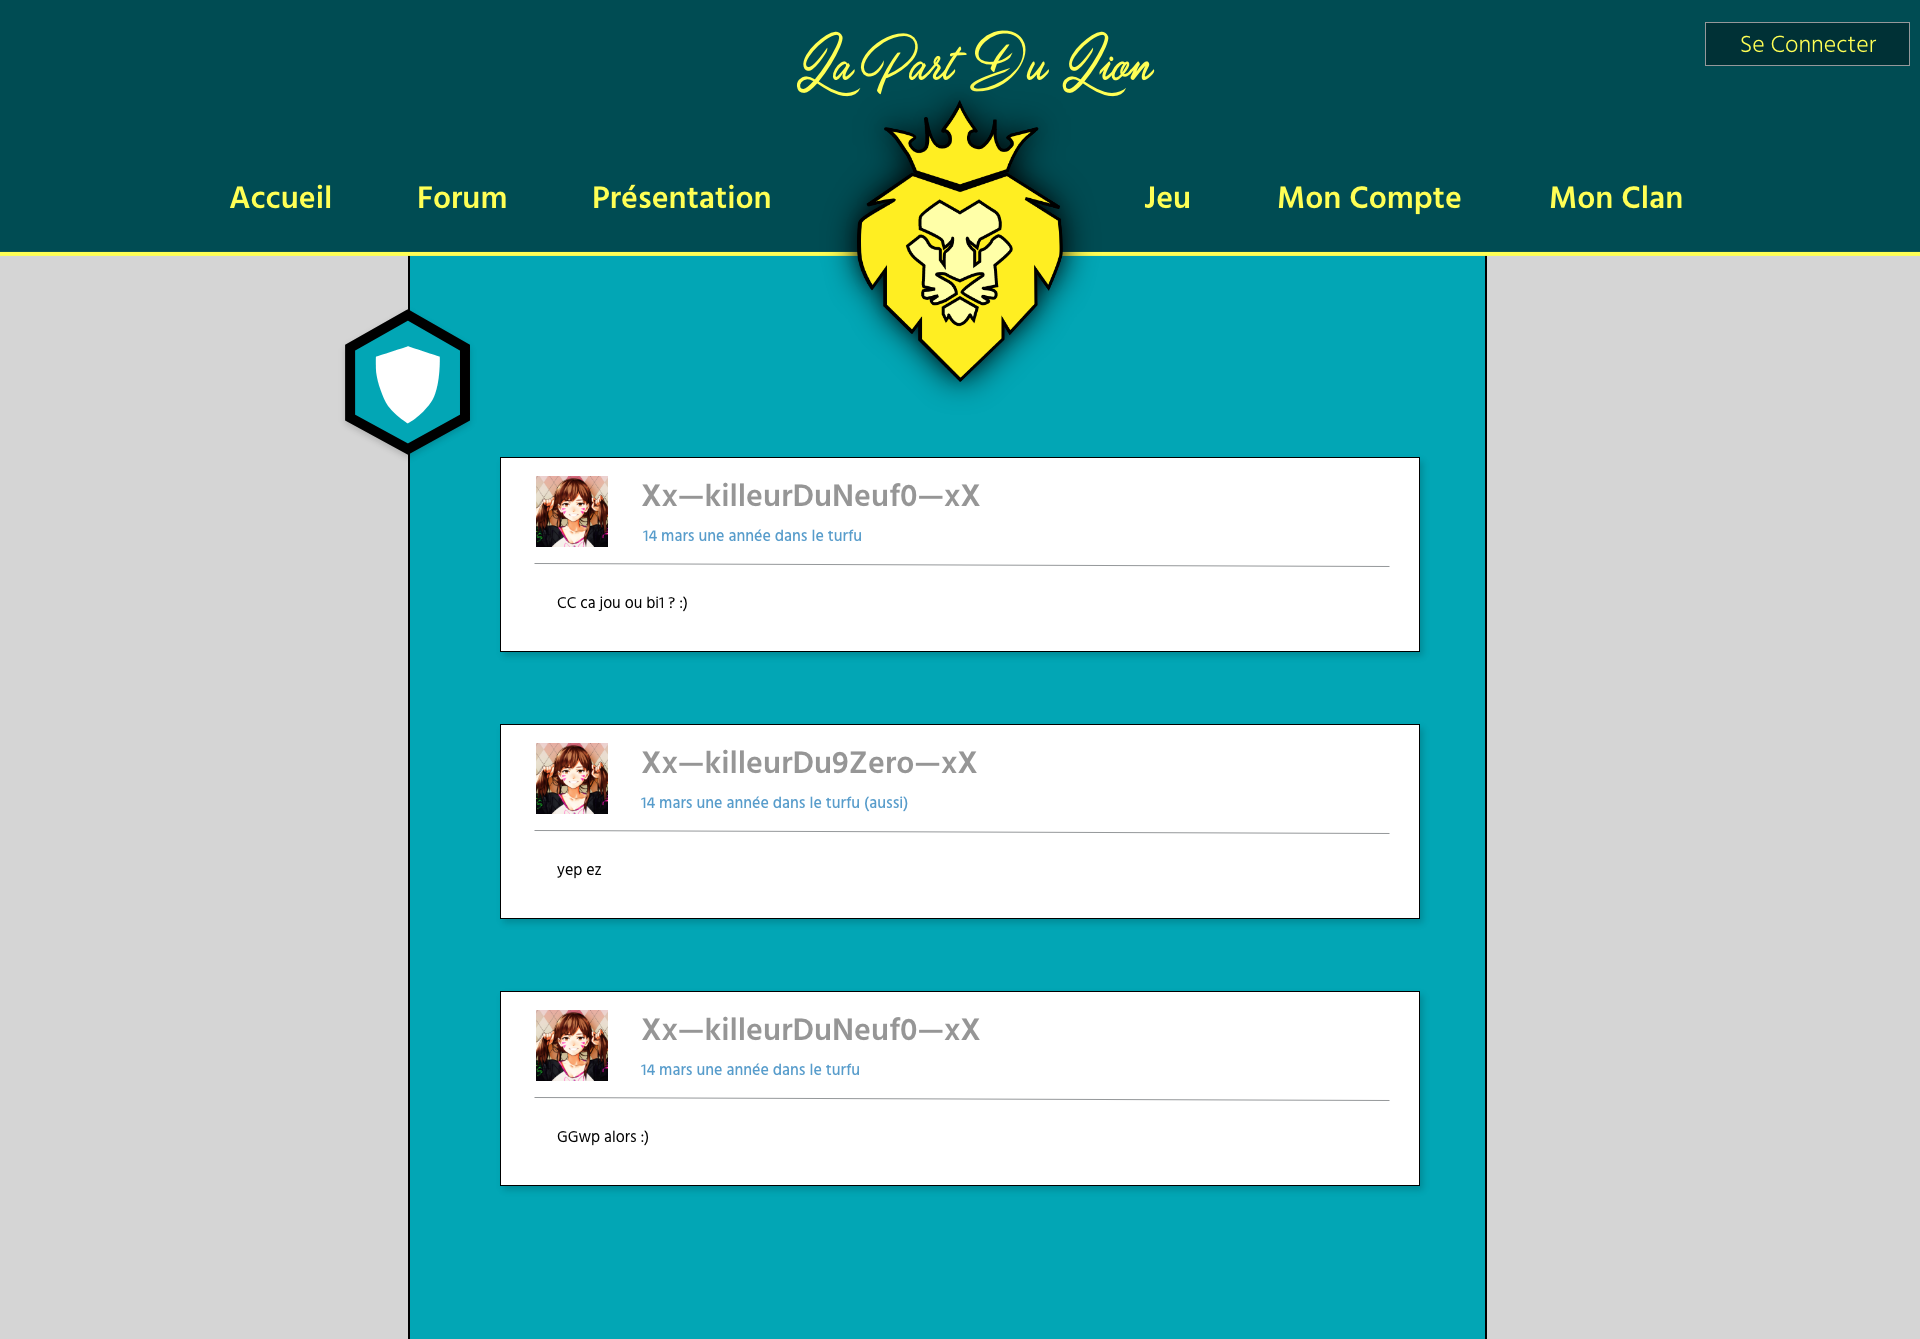 La Part Du Lion
Se Connecter
Accueil
Forum
Présentation
Jeu
Mon Compte
Mon Clan
Xx—killeurDuNeuf0—xX
14 mars une année dans le turfu
CC ca jou ou bi1 ? :)
Xx—killeurDu9Zero—xX
14 mars une année dans le turfu (aussi)
yep ez
Xx—killeurDuNeuf0—xX
14 mars une année dans le turfu
GGwp alors :)